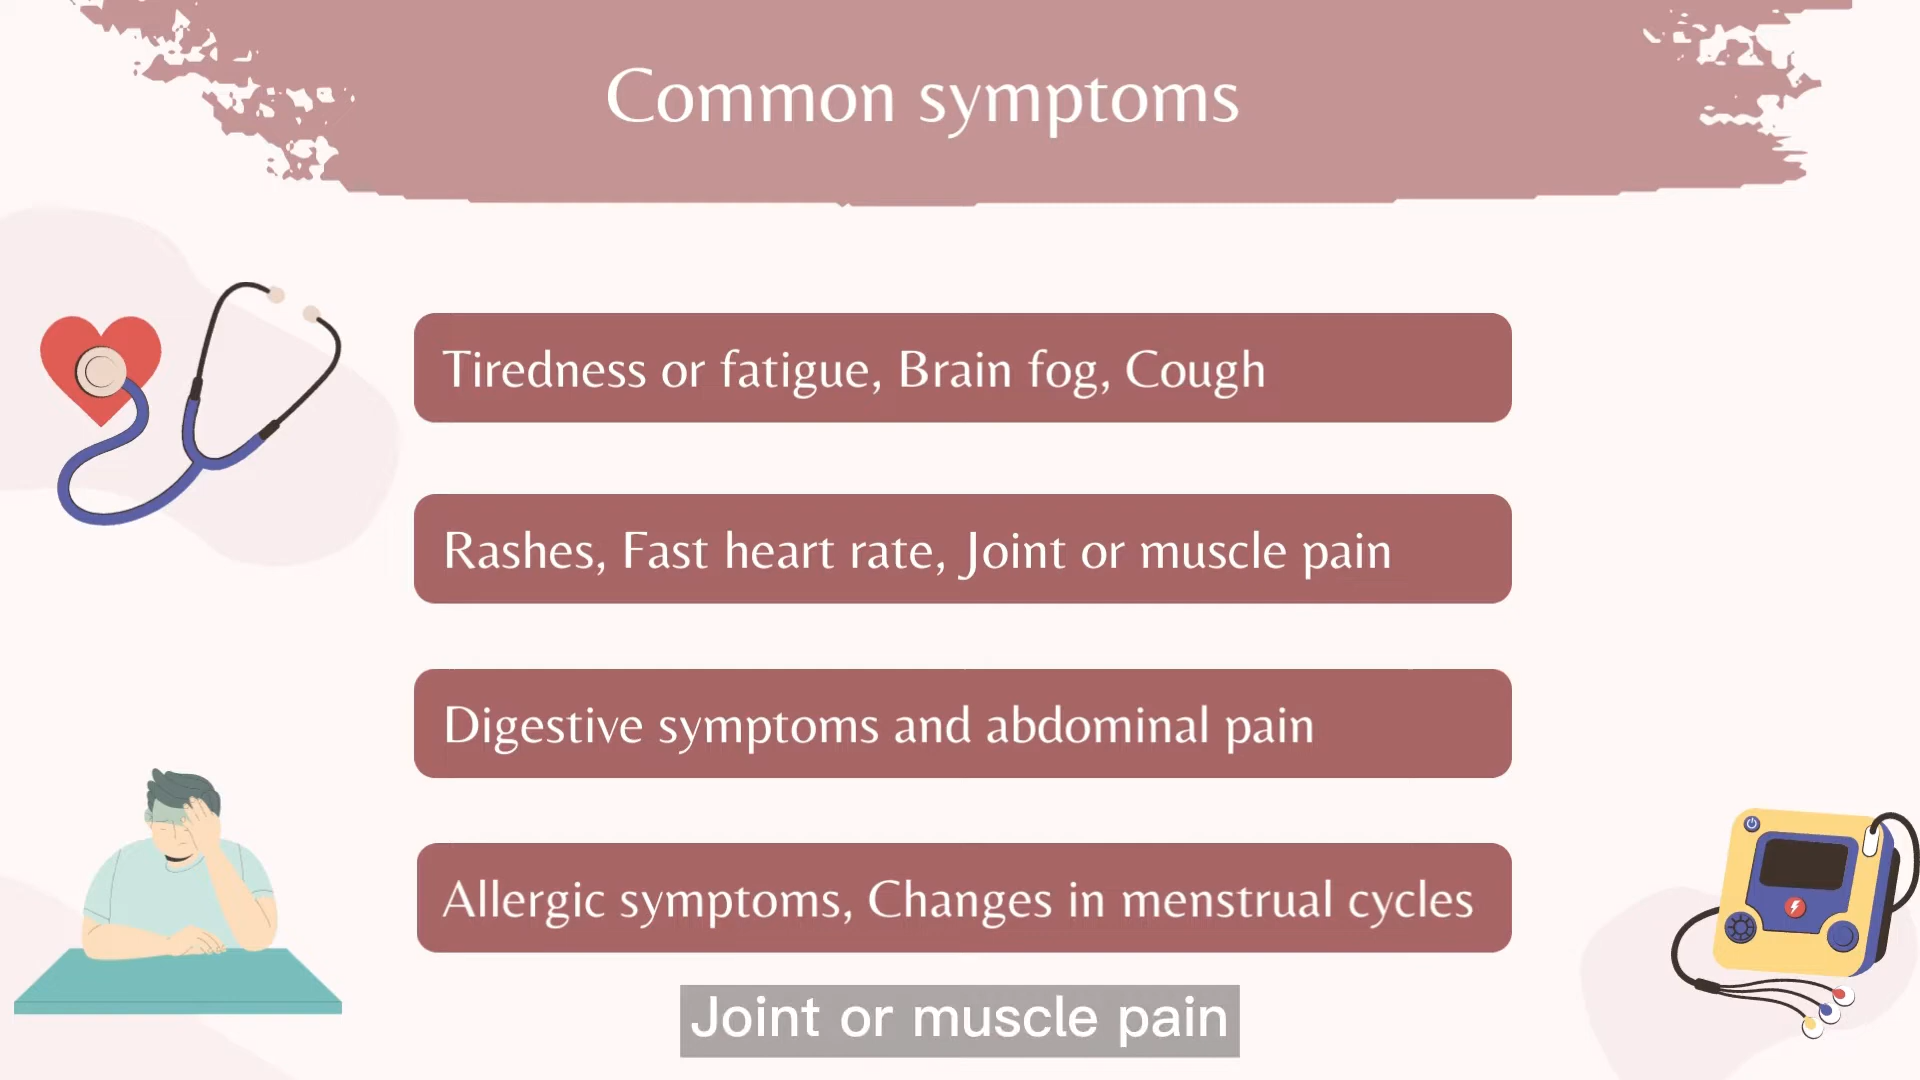 Common symptoms
Tiredness or fatigue, Brain fog, Cough
Rashes, Fast heart rate, Joint or muscle pain
Digestive symptoms and abdominal pain
Allergic symptoms, Changes in menstrual cycles
Joint or muscle pain